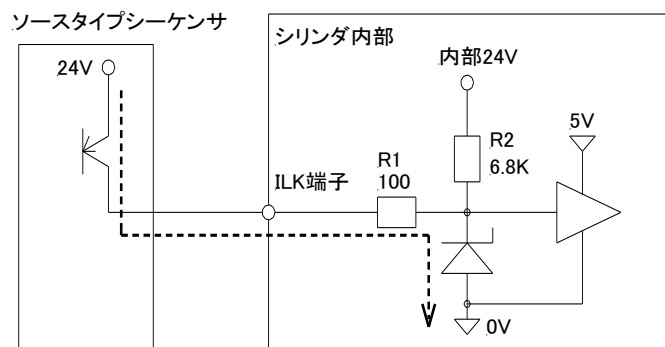 ソースタイプシーケンサ
シリンダ内部
24V
内部24V
5V
R2
6.8K
R1
100
ILK端子
0V